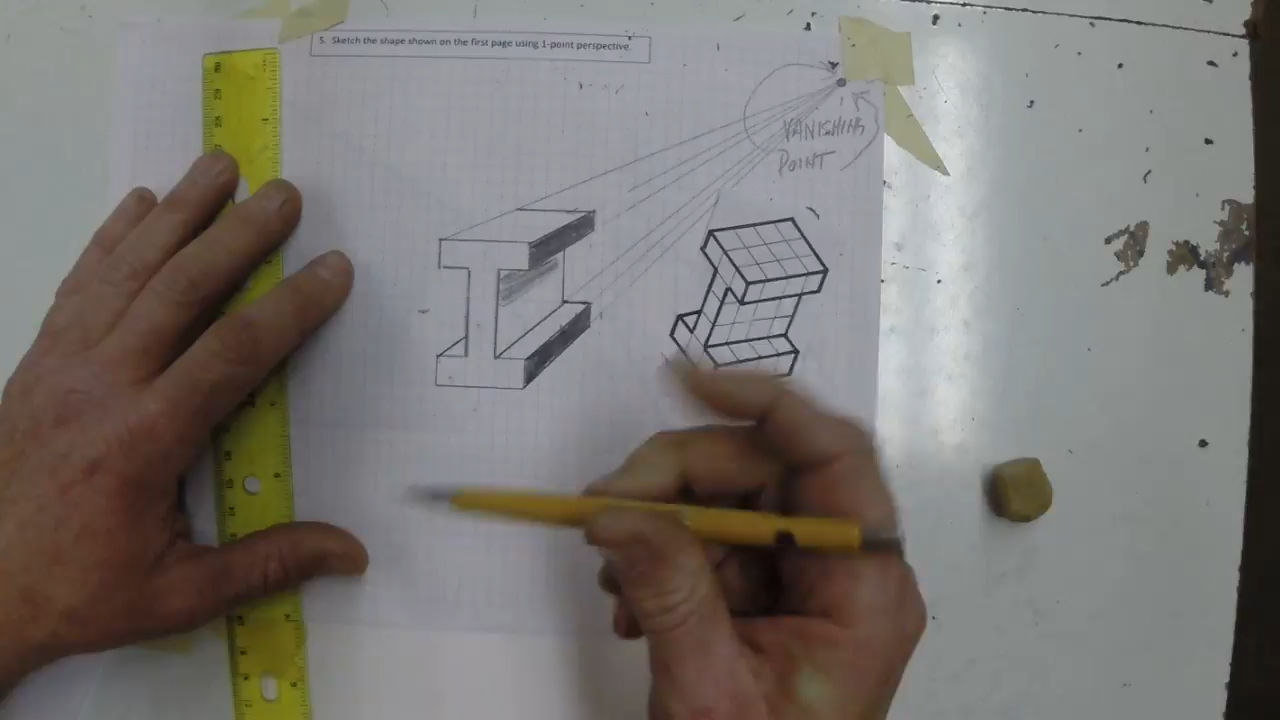 5. Sketch the shape shown on the first page using 1-point perspective.
VANISHING
POINT